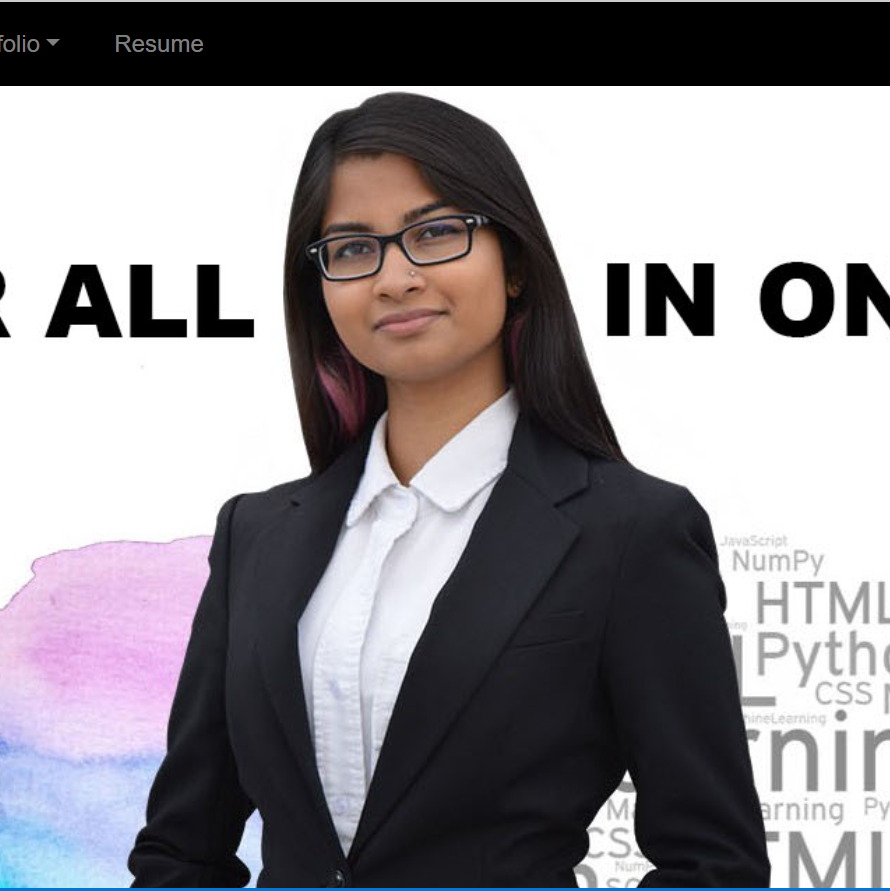 folio Resume
R ALL IN ON
JavaScript
NumPy
HTML
Pytho
CSS
hineLearning
rnin
arning Py
CSS
TML